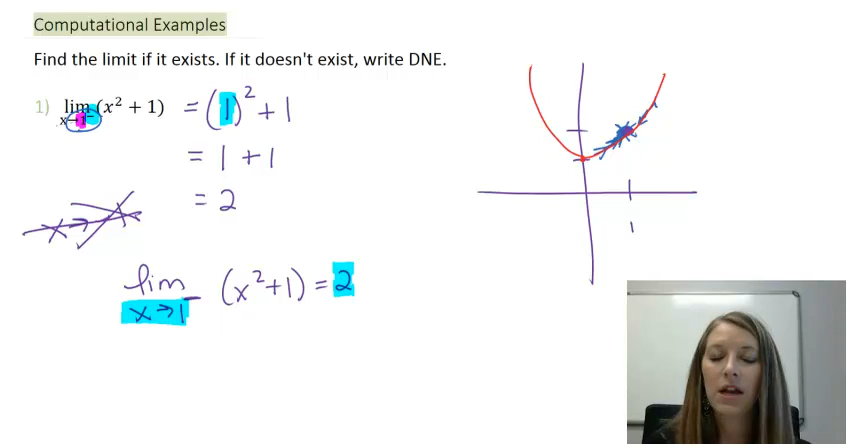 Computational Examples
Find the limit if it exists. If it doesn't exist, write DNE.
1) lim x→1⁻ (x² + 1) = (1)² + 1
= 1 + 1
= 2
lim x→1⁻ (x²+1) = 2
1